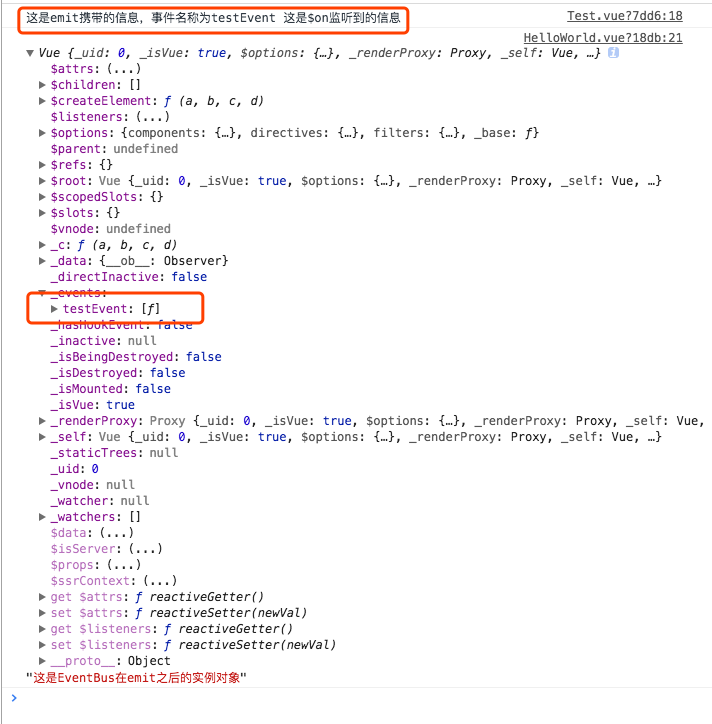 这是emit携带的信息，事件名称为testEvent 这是$on监听到的信息 Test.vue?7dd6:18
HelloWorld.vue?18db:21
▼ Vue {_uid: 0, _isVue: true, $options: {…}, _renderProxy: Proxy, _self: Vue, …} i
$attrs: (...)
▶ $children: []
▶ $createElement: ƒ (a, b, c, d)
$listeners: (...)
▶ $options: {components: {…}, directives: {…}, filters: {…}, _base: ƒ}
$parent: undefined
▶ $refs: {}
▶ $root: Vue {_uid: 0, _isVue: true, $options: {…}, _renderProxy: Proxy, _self: Vue, …}
▶ $scopedSlots: {}
▶ $slots: {}
$vnode: undefined
▶ _c: ƒ (a, b, c, d)
▶ _data: {__ob__: Observer}
_directInactive: false
▼ _events:
▶ testEvent: [ƒ]
_hasHookEvent: false
_inactive: null
_isBeingDestroyed: false
_isDestroyed: false
_isMounted: false
_isVue: true
▶ _renderProxy: Proxy {_uid: 0, _isVue: true, $options: {…}, _renderProxy: Proxy, _self: Vue,
▶ _self: Vue {_uid: 0, _isVue: true, $options: {…}, _renderProxy: Proxy, _self: Vue, …}
_staticTrees: null
_uid: 0
_vnode: null
_watcher: null
▶ _watchers: []
$data: (...)
$isServer: (...)
$props: (...)
$ssrContext: (...)
▶ get $attrs: ƒ reactiveGetter()
▶ set $attrs: ƒ reactiveSetter(newVal)
▶ get $listeners: ƒ reactiveGetter()
▶ set $listeners: ƒ reactiveSetter(newVal)
▶ __proto__: Object
"这是EventBus在emit之后的实例对象"